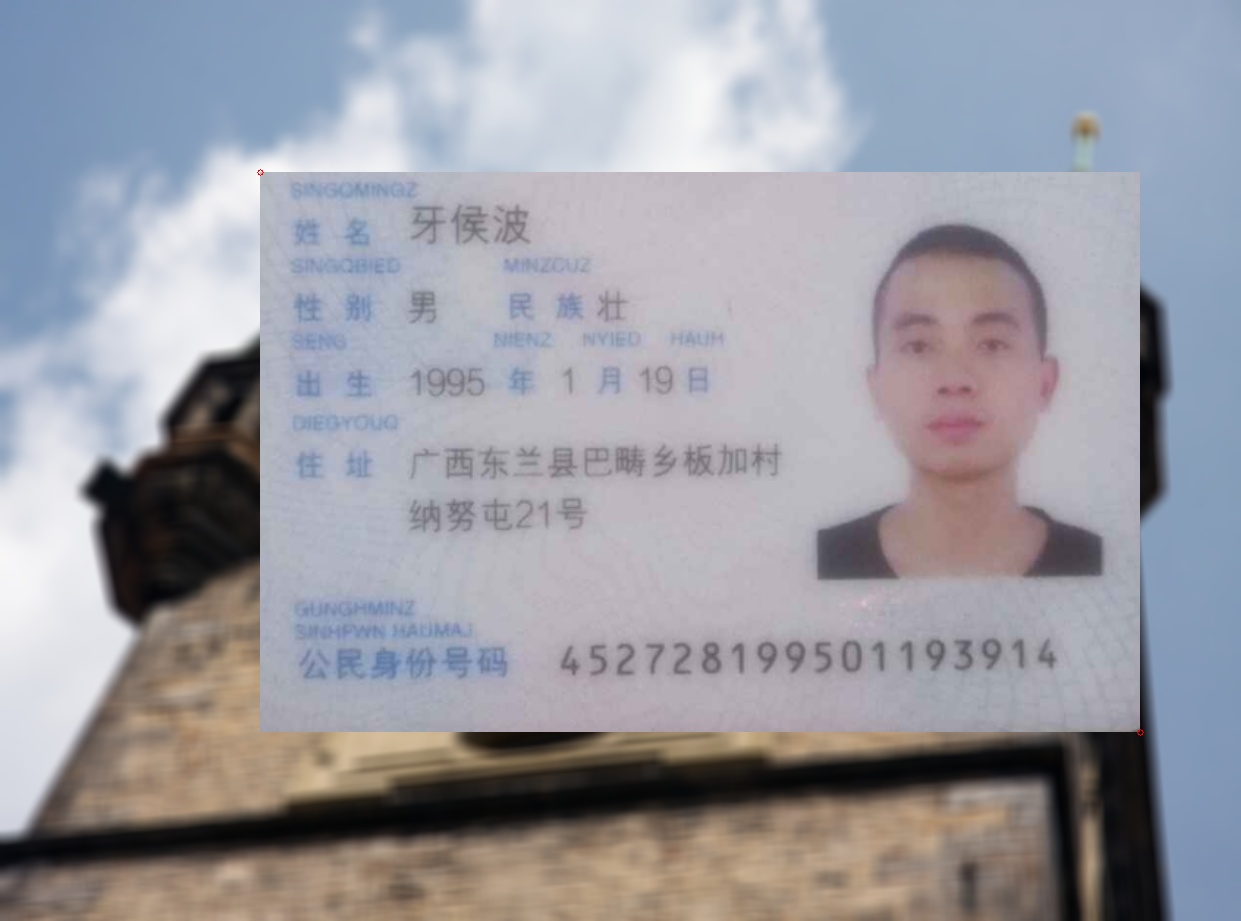 SINGQMINGZ
姓名 牙侯波
SINGQBIED MINZCUZ
性别 男 民族 壮
SENG NIENZ NYIED HAUH
出生 1995 年 1 月 19 日
DIEGYOUQ
住址 广西东兰县巴畴乡板加村
纳努屯21号
GUNGHMINZ
SINHFWN HAUMAJ
公民身份号码 452728199501193914